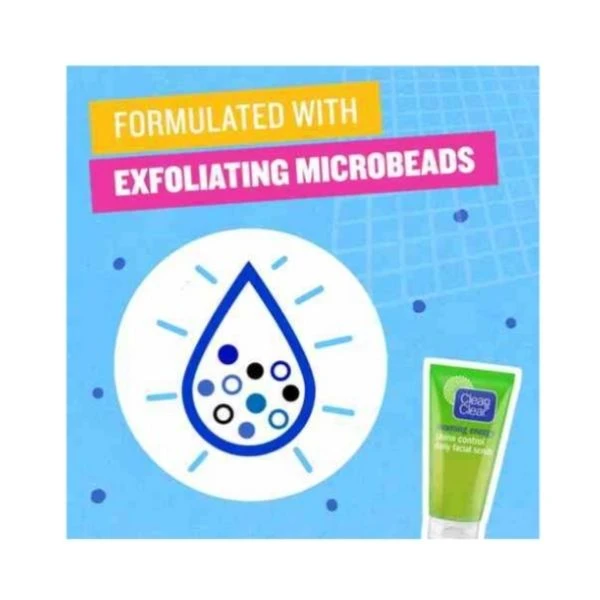 FORMULATED WITH
EXFOLIATING MICROBEADS
Clean &
Clear
morning energy
shine control
daily facial scrub